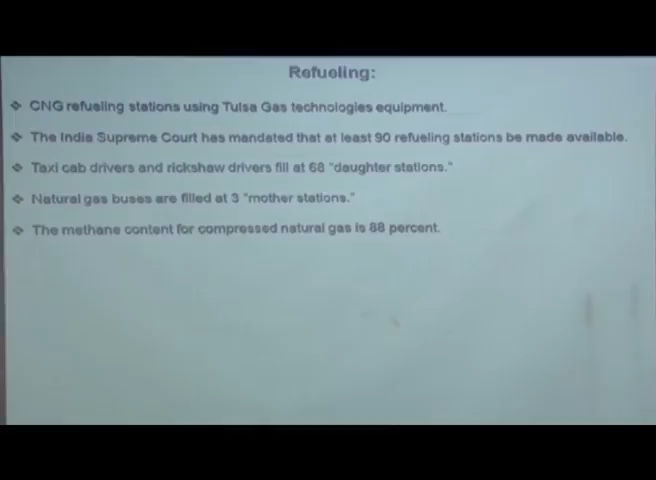 Refueling:
❖ CNG refueling stations using Tulsa Gas technologies equipment.
❖ The India Supreme Court has mandated that at least 90 refueling stations be made available.
❖ Taxi cab drivers and rickshaw drivers fill at 68 "daughter stations."
❖ Natural gas buses are filled at 3 "mother stations."
❖ The methane content for compressed natural gas is 88 percent.